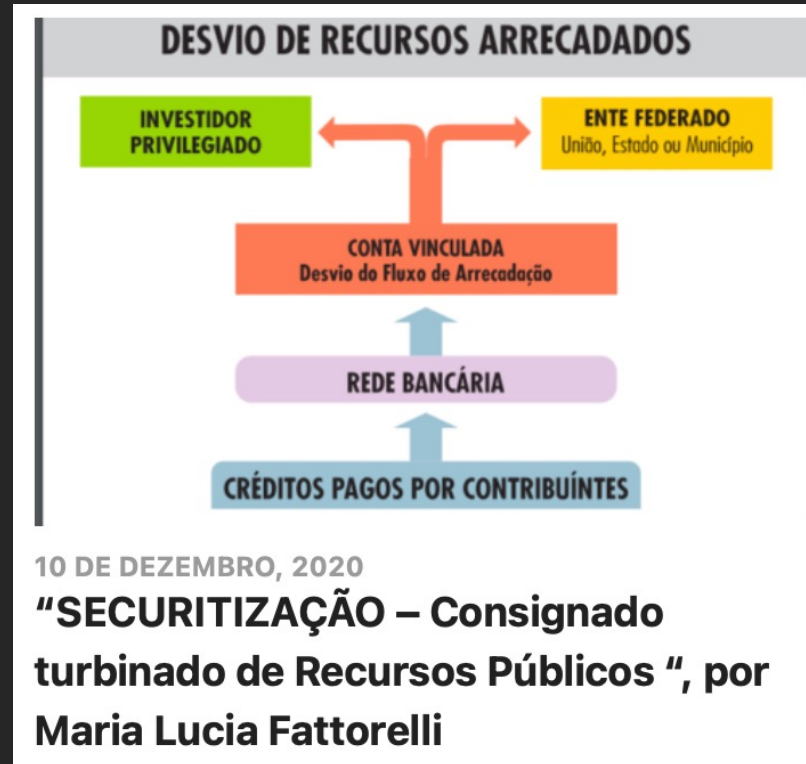 DESVIO DE RECURSOS ARRECADADOS
INVESTIDOR
PRIVILEGIADO
ENTE FEDERADO
União, Estado ou Município
CONTA VINCULADA
Desvio do Fluxo de Arrecadação
REDE BANCÁRIA
CRÉDITOS PAGOS POR CONTRIBUÍNTES
10 DE DEZEMBRO, 2020
“SECURITIZAÇÃO – Consignado
turbinado de Recursos Públicos “, por
Maria Lucia Fattorelli